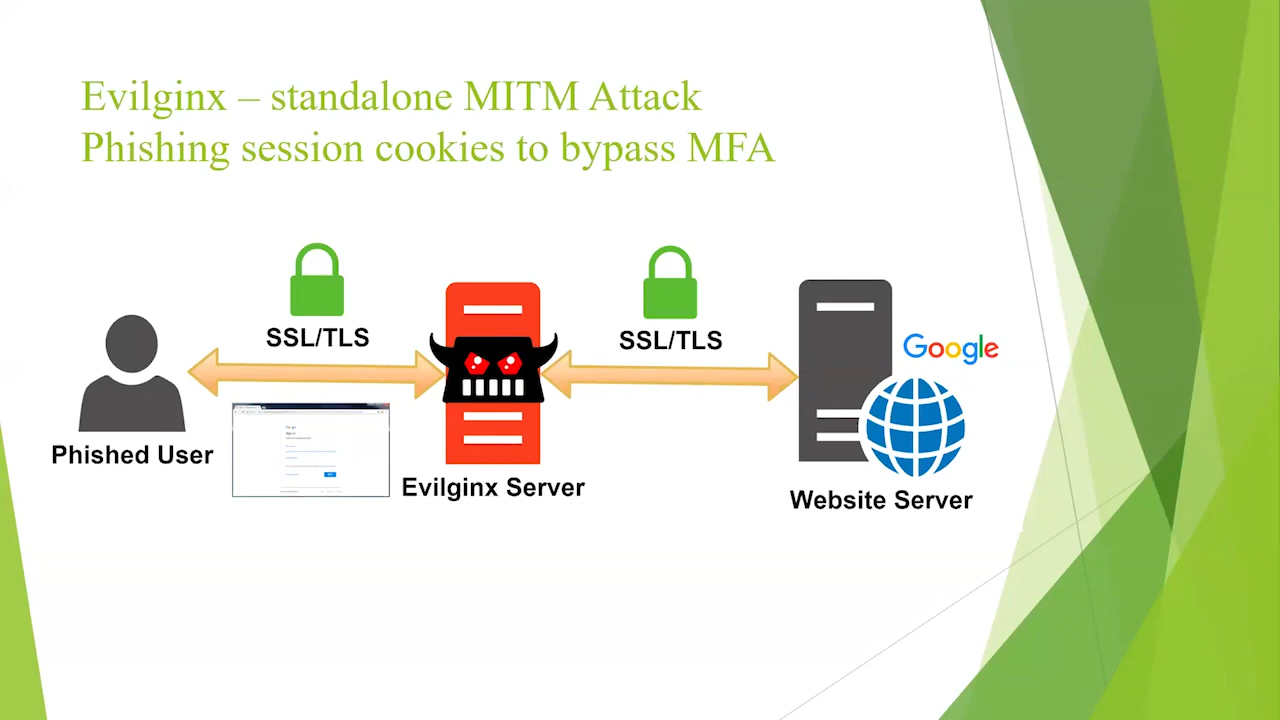 Evilginx – standalone MITM Attack
Phishing session cookies to bypass MFA
SSL/TLS
SSL/TLS
Google
Phished User
Evilginx Server
Website Server